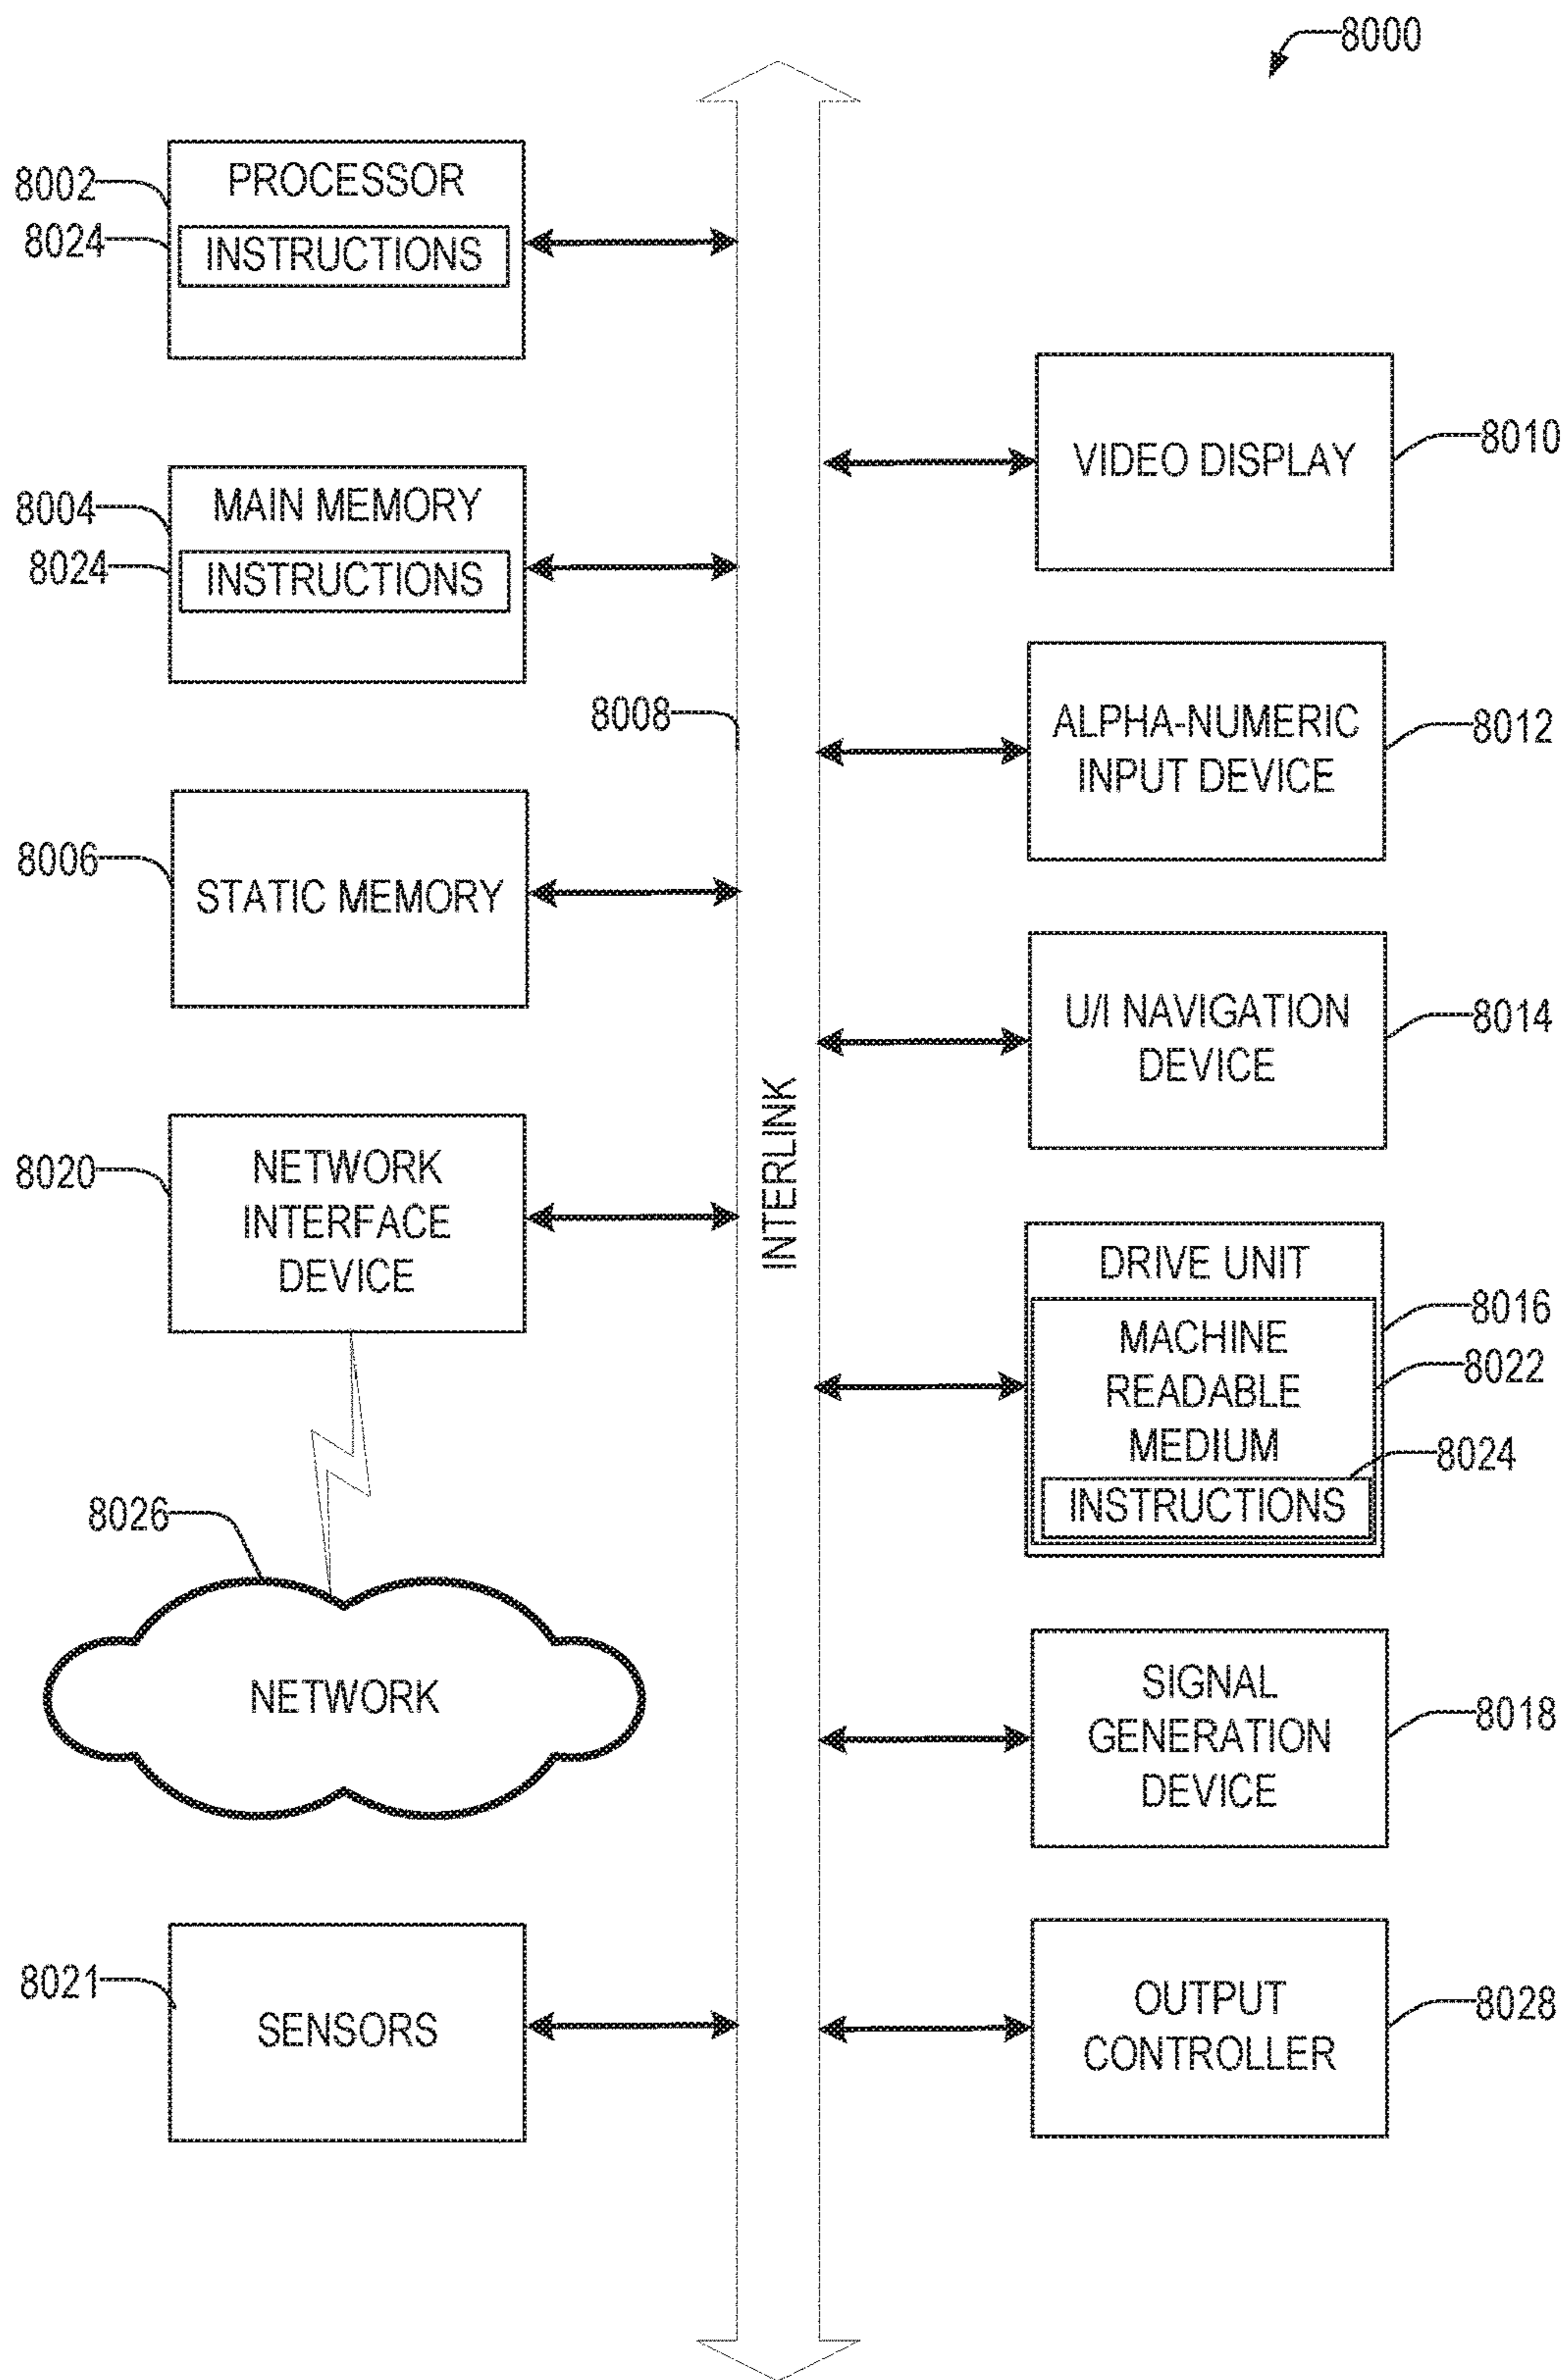 8000
8002
PROCESSOR
8024
INSTRUCTIONS
8004
MAIN MEMORY
8024
INSTRUCTIONS
8008
8006
STATIC MEMORY
8020
NETWORK
INTERFACE
DEVICE
8026
NETWORK
8021
SENSORS
INTERLINK
VIDEO DISPLAY
8010
ALPHA-NUMERIC
INPUT DEVICE
8012
U/I NAVIGATION
DEVICE
8014
DRIVE UNIT
8016
MACHINE
READABLE
MEDIUM
8022
8024
INSTRUCTIONS
SIGNAL
GENERATION
DEVICE
8018
OUTPUT
CONTROLLER
8028